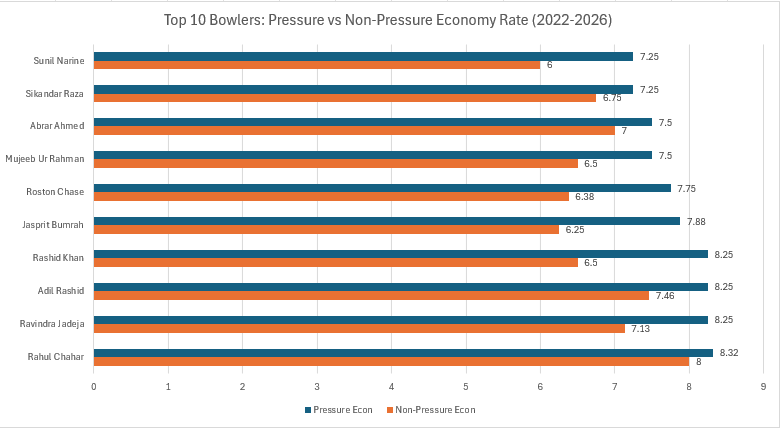 Top 10 Bowlers: Pressure vs Non-Pressure Economy Rate (2022-2026)
Sunil Narine 7.25
6
Sikandar Raza 7.25
6.75
Abrar Ahmed 7.5
7
Mujeeb Ur Rahman 7.5
6.5
Roston Chase 7.75
6.38
Jasprit Bumrah 7.88
6.25
Rashid Khan 8.25
6.5
Adil Rashid 8.25
7.46
Ravindra Jadeja 8.25
7.13
Rahul Chahar 8.32
8
0 1 2 3 4 5 6 7 8 9
Pressure Econ Non-Pressure Econ